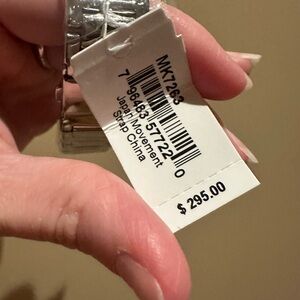 MK7263
7 96483 57722 0
Japan Movement
Strap China
$ 295.00